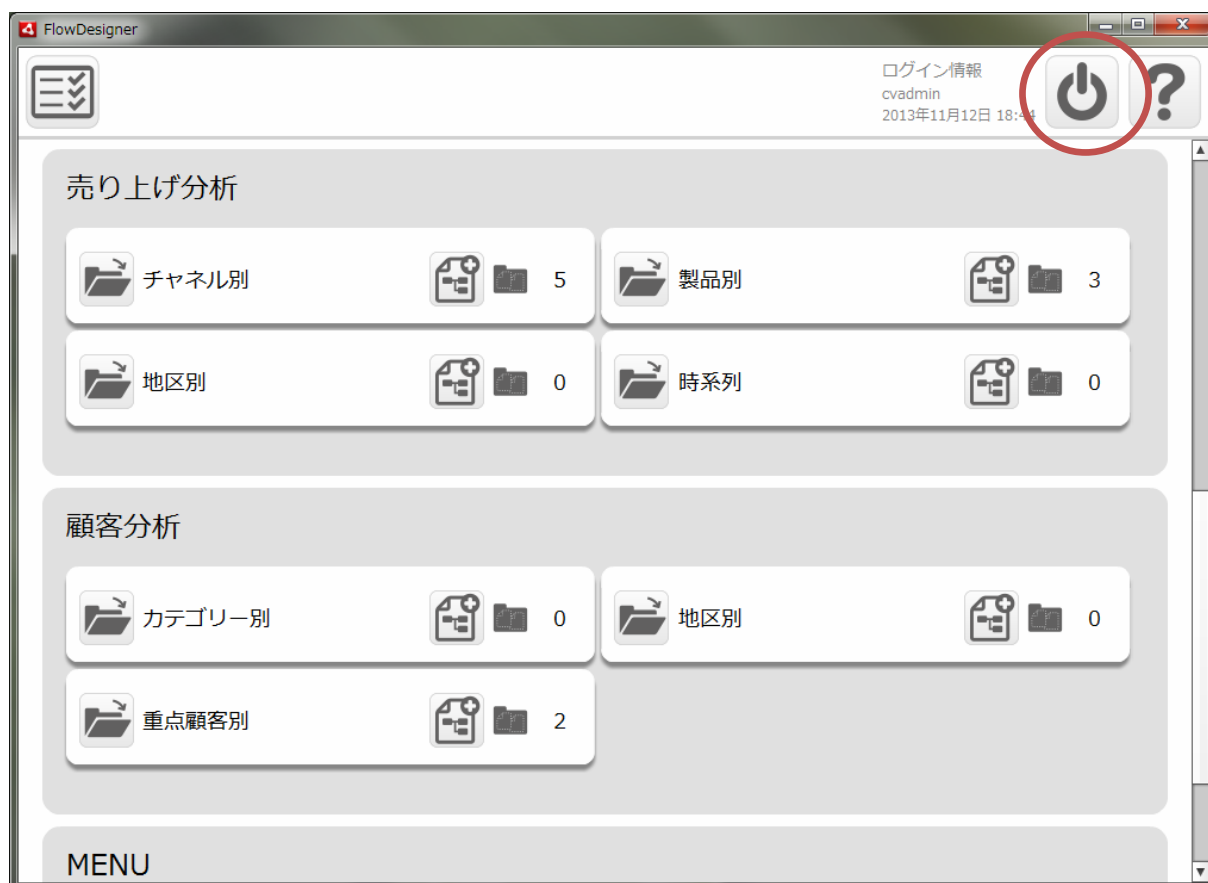 FlowDesigner
ログイン情報
cvadmin
2013年11月12日 18:44
売り上げ分析
チャネル別 5
製品別 3
地区別 0
時系列 0
顧客分析
カテゴリー別 0
地区別 0
重点顧客別 2
MENU